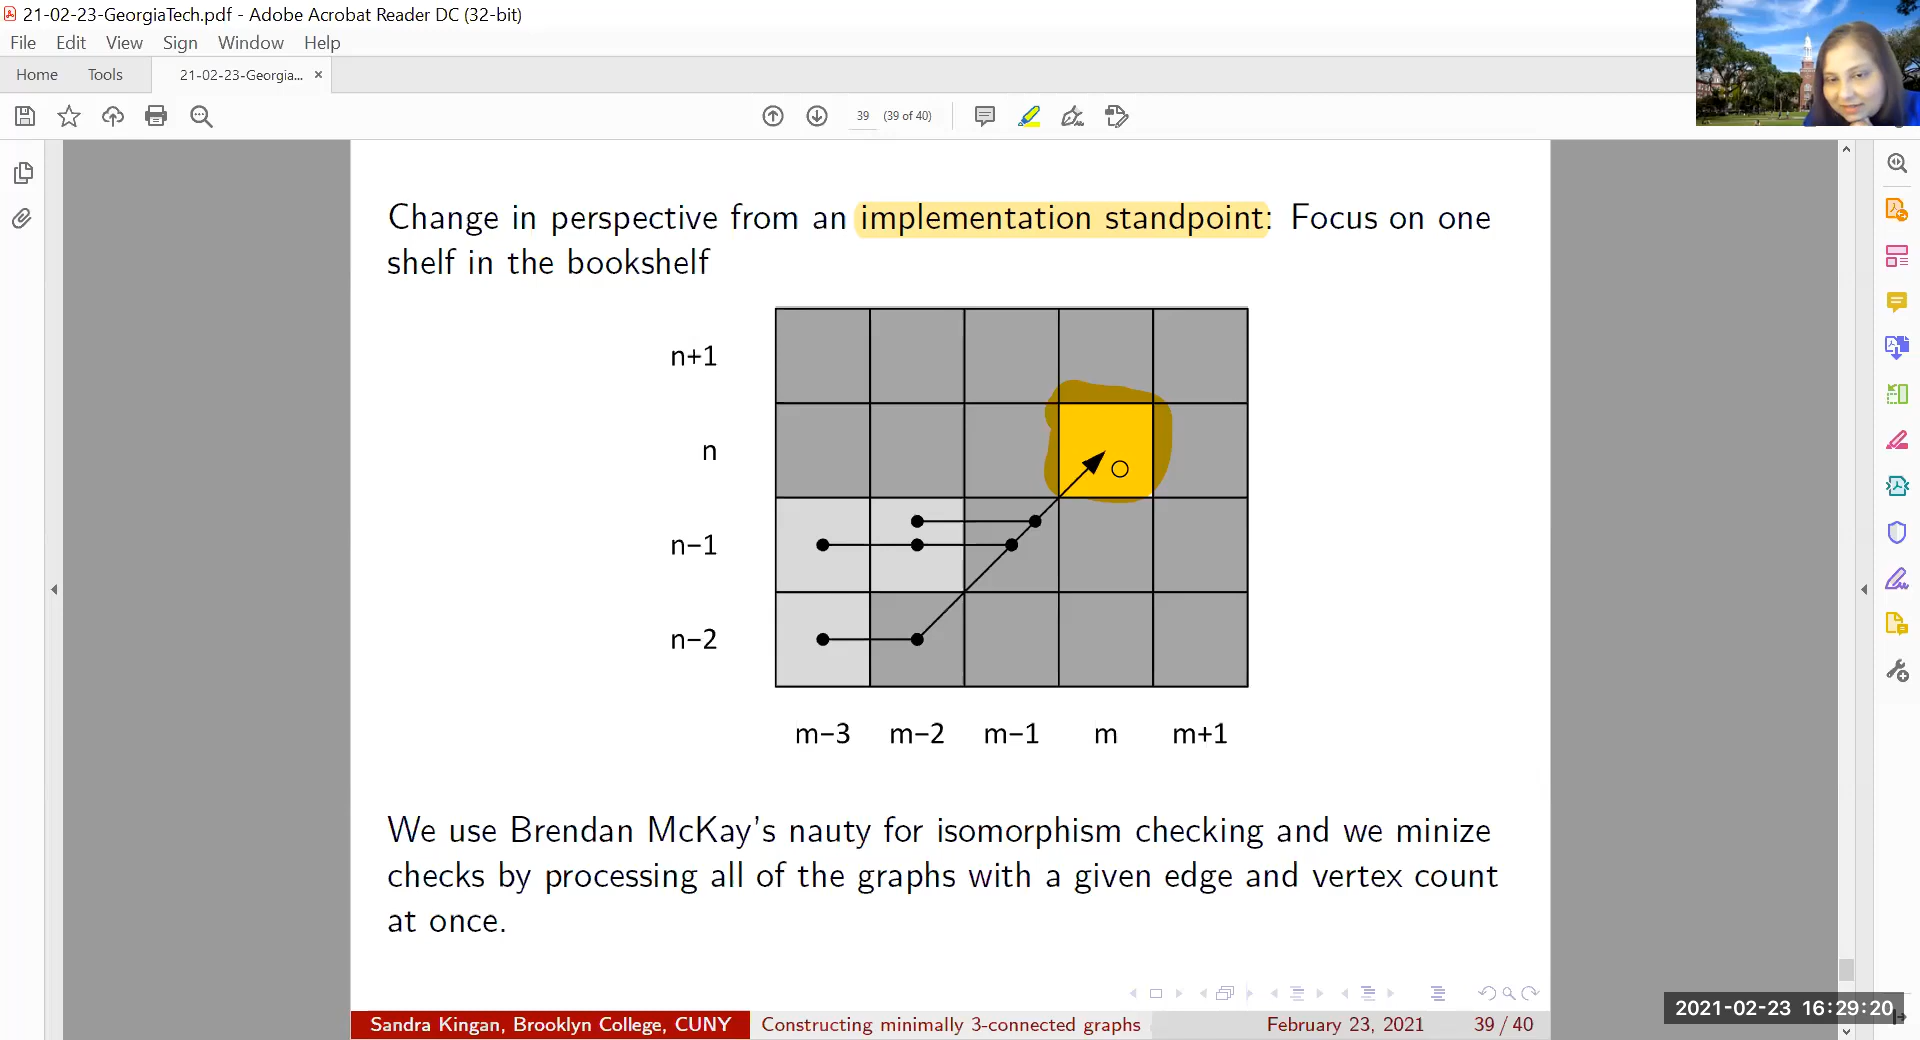 21-02-23-GeorgiaTech.pdf - Adobe Acrobat Reader DC (32-bit)
File Edit View Sign Window Help
Home Tools 21-02-23-Georgia... ×
39 (39 of 40)
Change in perspective from an implementation standpoint: Focus on one
shelf in the bookshelf
n+1
n
n−1
n−2
m−3 m−2 m−1 m m+1
We use Brendan McKay's nauty for isomorphism checking and we minize
checks by processing all of the graphs with a given edge and vertex count
at once.
2021-02-23 16:29:20
Sandra Kingan, Brooklyn College, CUNY Constructing minimally 3-connected graphs February 23, 2021 39 / 40